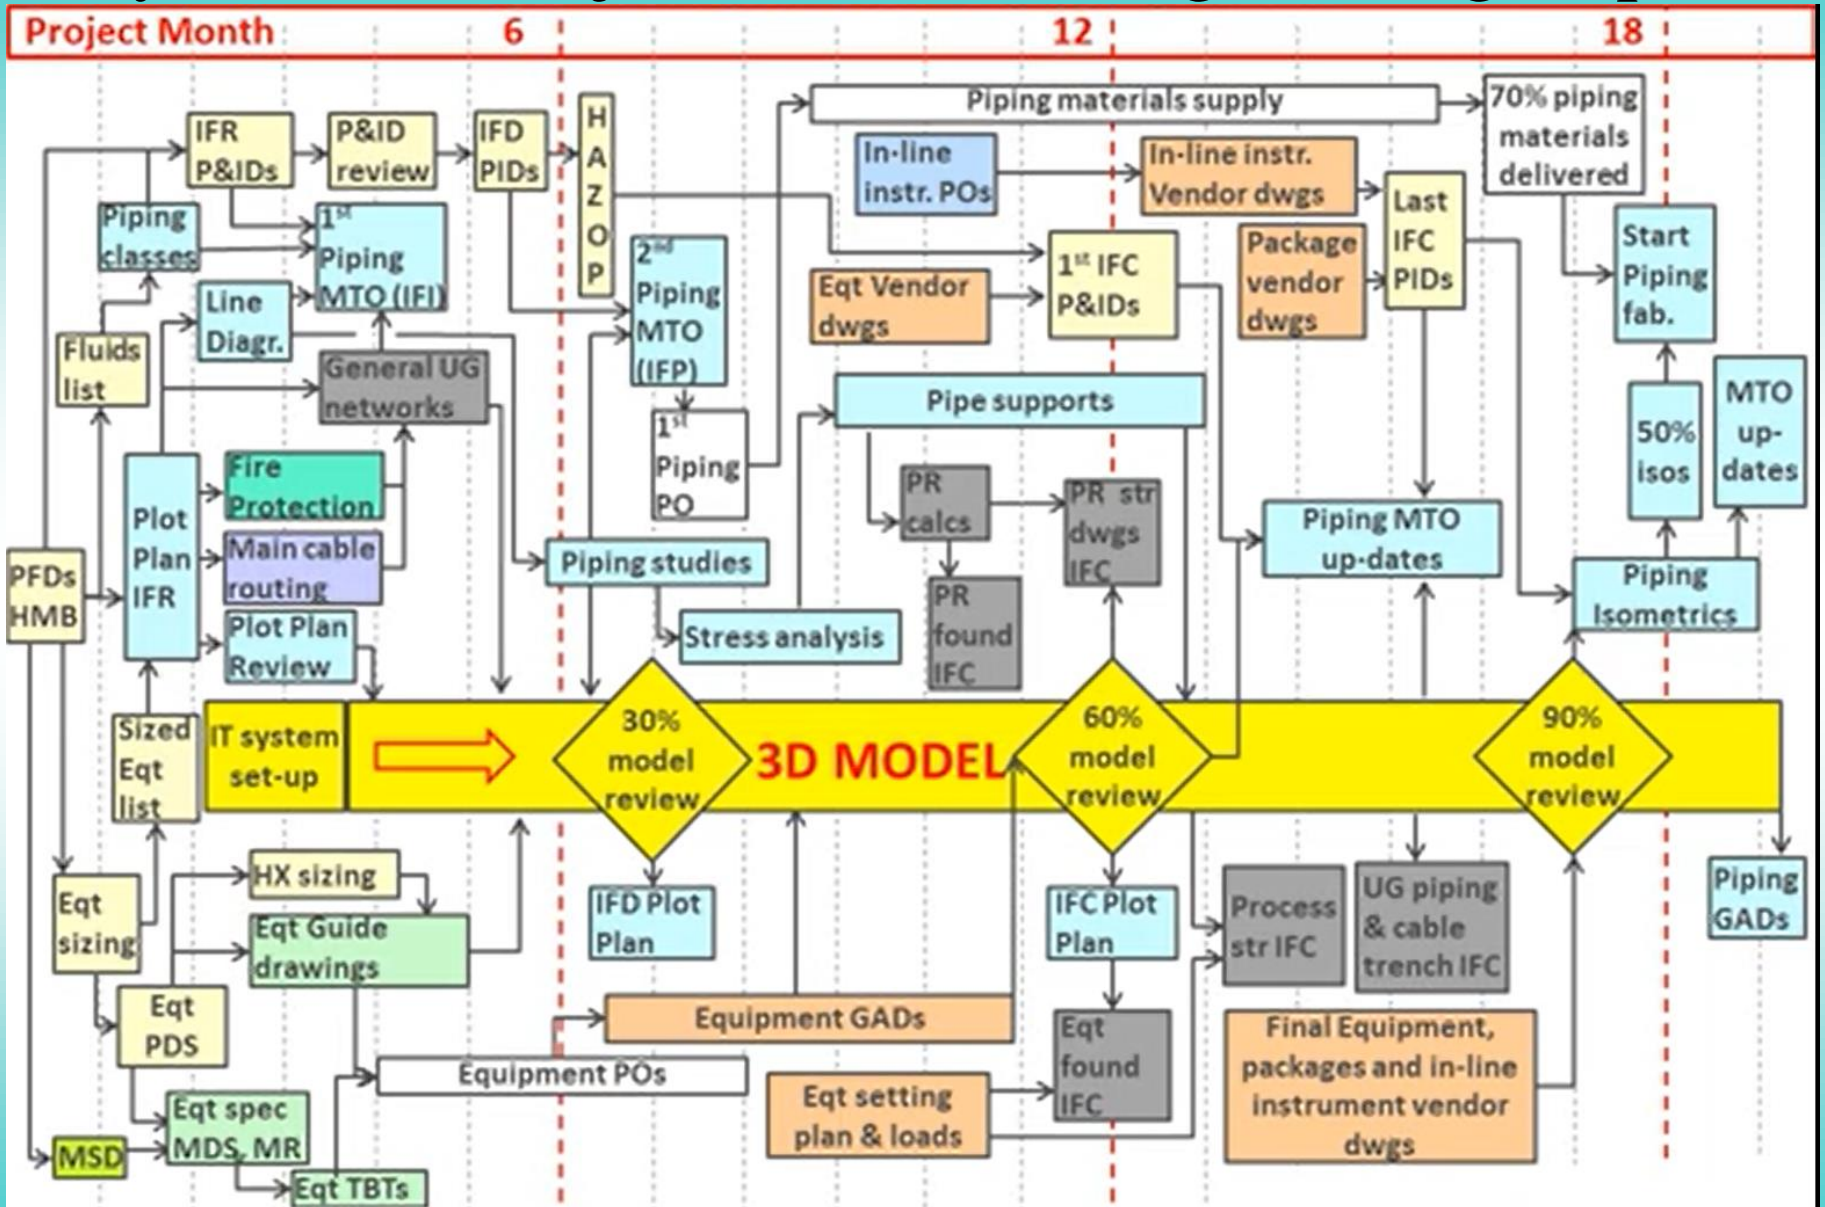 Project Month
6
12
18
IFR
P&IDs
P&ID
review
IFD
PIDs
H
A
Z
O
P
Piping materials supply
70% piping
materials
delivered
In-line
instr. POs
In-line instr.
Vendor dwgs
Last
IFC
PIDs
Piping
classes
1st
Piping
MTO (IFI)
2nd
Piping
MTO
(IFP)
1st IFC
P&IDs
Package
vendor
dwgs
Start
Piping
fab.
Line
Diagr.
Eqt Vendor
dwgs
Fluids
list
General UG
networks
Pipe supports
MTO
up-
dates
50%
isos
1st
Piping
PO
Fire
Protection
PR
calcs
PR str
dwgs
IFC
Plot
Plan
IFR
Main cable
routing
Piping MTO
up-dates
PFDs
HMB
Piping studies
Piping
Isometrics
PR
found
IFC
Plot Plan
Review
Stress analysis
Sized
Eqt
list
IT system
set-up
30%
model
review
3D MODEL
60%
model
review
90%
model
review
HX sizing
Eqt
sizing
IFD Plot
Plan
IFC Plot
Plan
Process
str IFC
UG piping
& cable
trench IFC
Piping
GADs
Eqt Guide
drawings
Eqt
PDS
Equipment GADs
Eqt
found
IFC
Final Equipment,
packages and in-line
instrument vendor
dwgs
Equipment POs
Eqt setting
plan & loads
Eqt spec
MDS, MR
MSD
Eqt TBTs